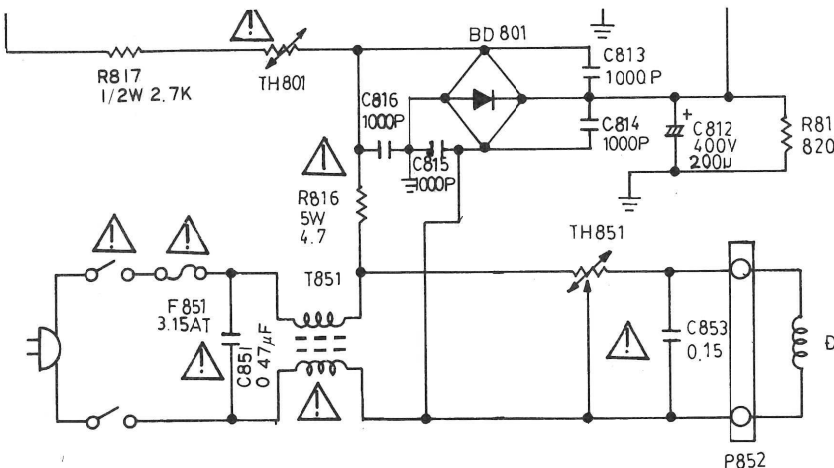 R817
1/2W 2.7K
TH801
BD 801
C813
1000P
C816
1000P
C815
1000P
C814
1000P
+
C812
400V
200μ
R81
820
R816
5W
4.7
T851
TH851
F851
3.15AT
C851
0.47μF
C853
0.15
P852